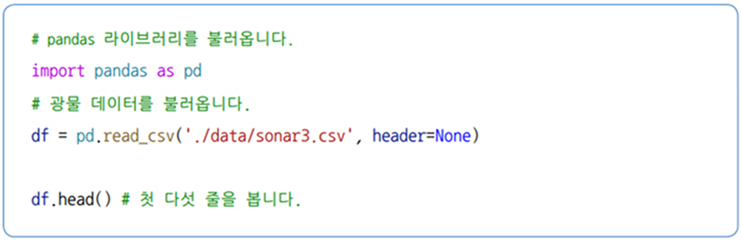 # pandas 라이브러리를 불러옵니다.
import pandas as pd
# 광물 데이터를 불러옵니다.
df = pd.read_csv('./data/sonar3.csv', header=None)
df.head() # 첫 다섯 줄을 봅니다.